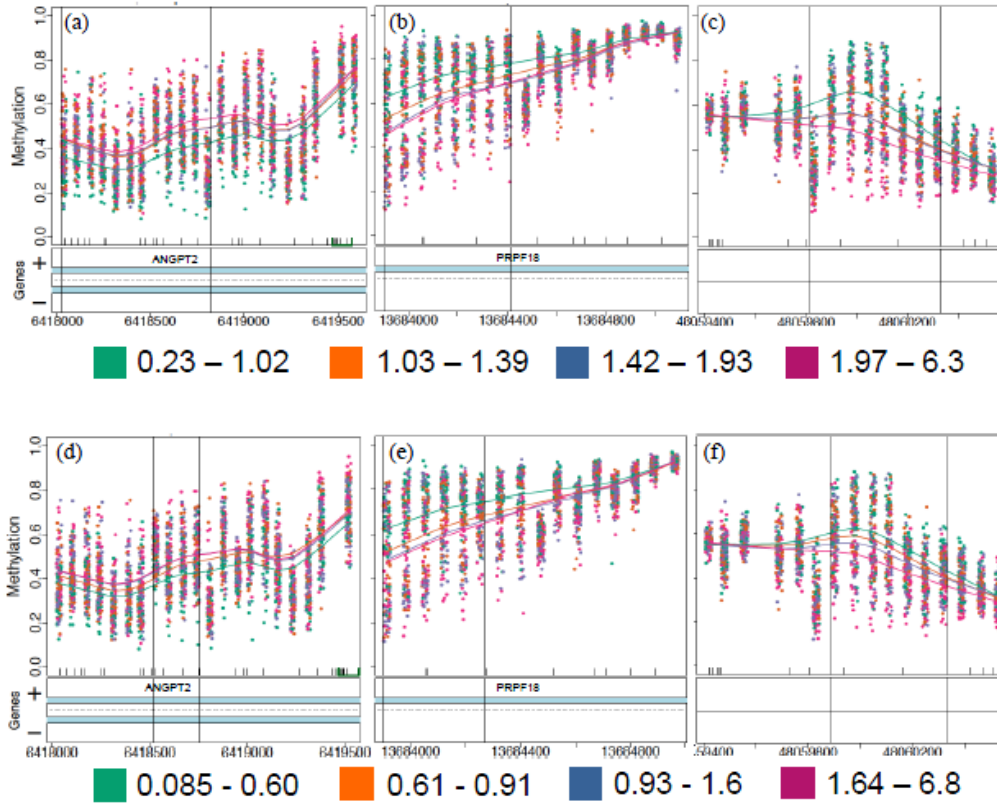 (a) (b) (c)
Methylation
1.0
0.8
0.6
0.4
0.2
0.0
Genes + −
ANGPT2 PRPF18
6418000 6418500 6419000 6419500 13684000 13684400 13684800 48059400 48059800 48060200
0.23 – 1.02 1.03 – 1.39 1.42 – 1.93 1.97 – 6.3
(d) (e) (f)
Methylation
1.0
0.8
0.6
0.4
0.2
0.0
Genes + −
ANGPT2 PRPF18
6418000 6418500 6419000 6419500 13684000 13684400 13684800 59400 48059800 48060200
0.085 - 0.60 0.61 - 0.91 0.93 - 1.6 1.64 – 6.8